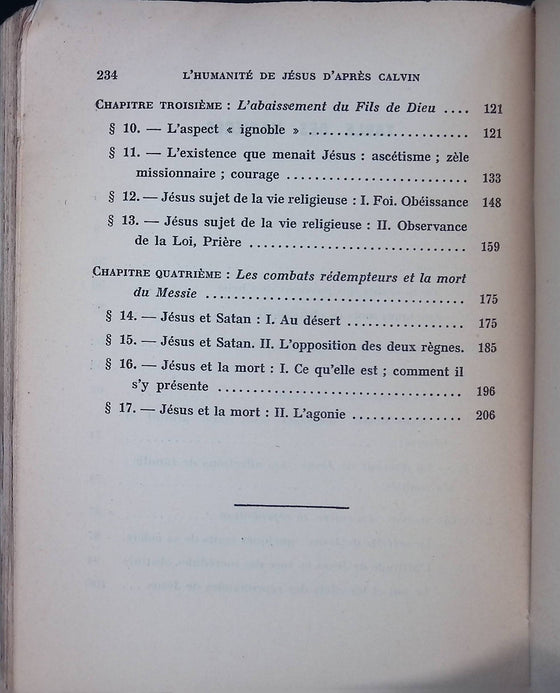 234 L'HUMANITÉ DE JÉSUS D'APRÈS CALVIN
CHAPITRE TROISIÈME : L'abaissement du Fils de Dieu .... 121
§ 10. — L'aspect « ignoble » ....................... 121
§ 11. — L'existence que menait Jésus : ascétisme ; zèle
missionnaire ; courage .......................... 133
§ 12. — Jésus sujet de la vie religieuse : I. Foi. Obéissance 148
§ 13. — Jésus sujet de la vie religieuse : II. Observance
de la Loi, Prière ............................... 159
CHAPITRE QUATRIÈME : Les combats rédempteurs et la mort
du Messie ..................................... 175
§ 14. — Jésus et Satan : I. Au désert ................. 175
§ 15. — Jésus et Satan. II. L'opposition des deux règnes. 185
§ 16. — Jésus et la mort : I. Ce qu'elle est ; comment il
s'y présente ................................... 196
§ 17. — Jésus et la mort : II. L'agonie ................ 206